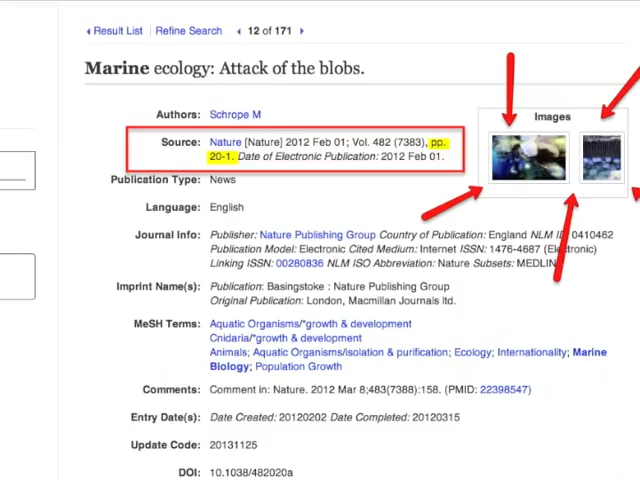 Result List | Refine Search 12 of 171
Marine ecology: Attack of the blobs.
Authors: Schrope M
Images
Source: Nature [Nature] 2012 Feb 01; Vol. 482 (7383), pp.
20-1. Date of Electronic Publication: 2012 Feb 01.
Publication Type: News
Language: English
Journal Info: Publisher: Nature Publishing Group Country of Publication: England NLM ID: 0410462
Publication Model: Electronic Cited Medium: Internet ISSN: 1476-4687 (Electronic)
Linking ISSN: 00280836 NLM ISO Abbreviation: Nature Subsets: MEDLIN
Imprint Name(s): Publication: Basingstoke : Nature Publishing Group
Original Publication: London, Macmillan Journals ltd.
MeSH Terms: Aquatic Organisms/*growth & development
Cnidaria/*growth & development
Animals; Aquatic Organisms/isolation & purification; Ecology; Internationality; Marine
Biology; Population Growth
Comments: Comment in: Nature. 2012 Mar 8;483(7388):158. (PMID: 22398547)
Entry Date(s): Date Created: 20120202 Date Completed: 20120315
Update Code: 20131125
DOI: 10.1038/482020a